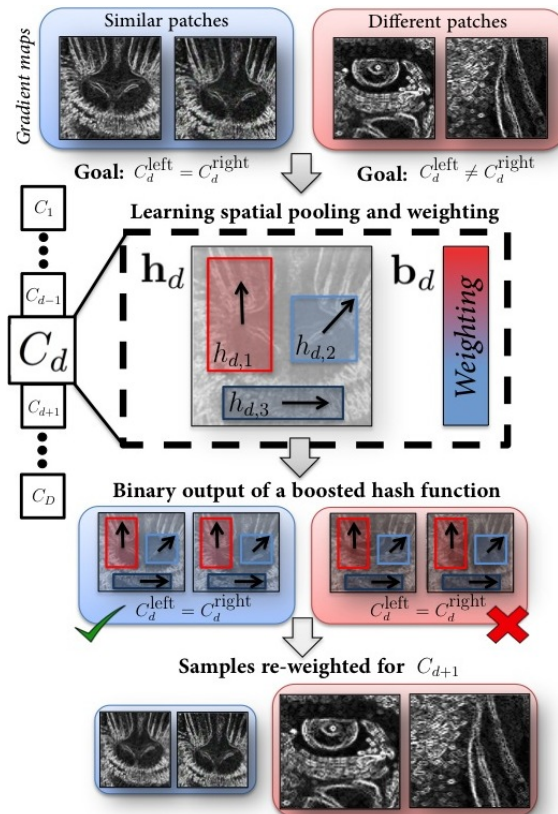 Similar patches
Different patches
Gradient maps
Goal: C_d^left = C_d^right
Goal: C_d^left ≠ C_d^right
Learning spatial pooling and weighting
C_1
C_{d−1}
C_d
C_{d+1}
C_D
h_d
h_{d,1}
h_{d,2}
h_{d,3}
b_d
Weighting
Binary output of a boosted hash function
C_d^left = C_d^right
C_d^left = C_d^right
Samples re-weighted for C_{d+1}